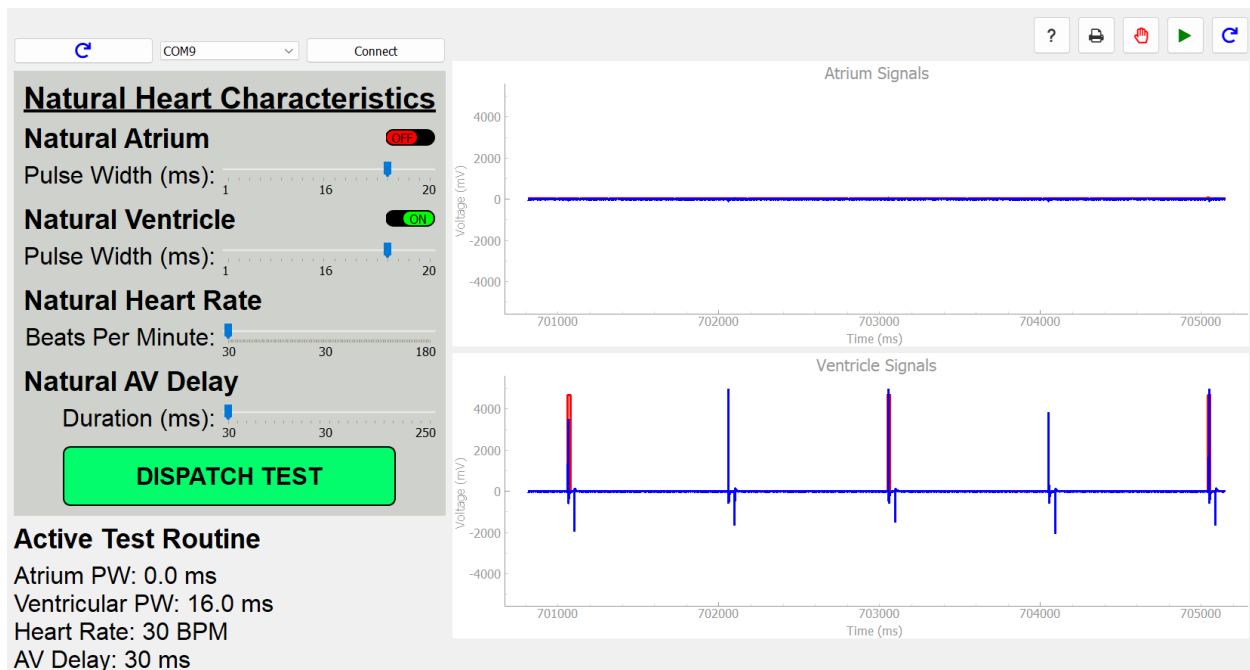 ?
COM9
Connect
Natural Heart Characteristics
Natural Atrium
OFF
Pulse Width (ms):
1 16 20
Natural Ventricle
ON
Pulse Width (ms):
1 16 20
Natural Heart Rate
Beats Per Minute:
30 30 180
Natural AV Delay
Duration (ms):
30 30 250
DISPATCH TEST
Active Test Routine
Atrium PW: 0.0 ms
Ventricular PW: 16.0 ms
Heart Rate: 30 BPM
AV Delay: 30 ms
Atrium Signals
Voltage (mV)
4000
2000
0
-2000
-4000
701000 702000 703000 704000 705000
Time (ms)
Ventricle Signals
Voltage (mV)
4000
2000
0
-2000
-4000
701000 702000 703000 704000 705000
Time (ms)